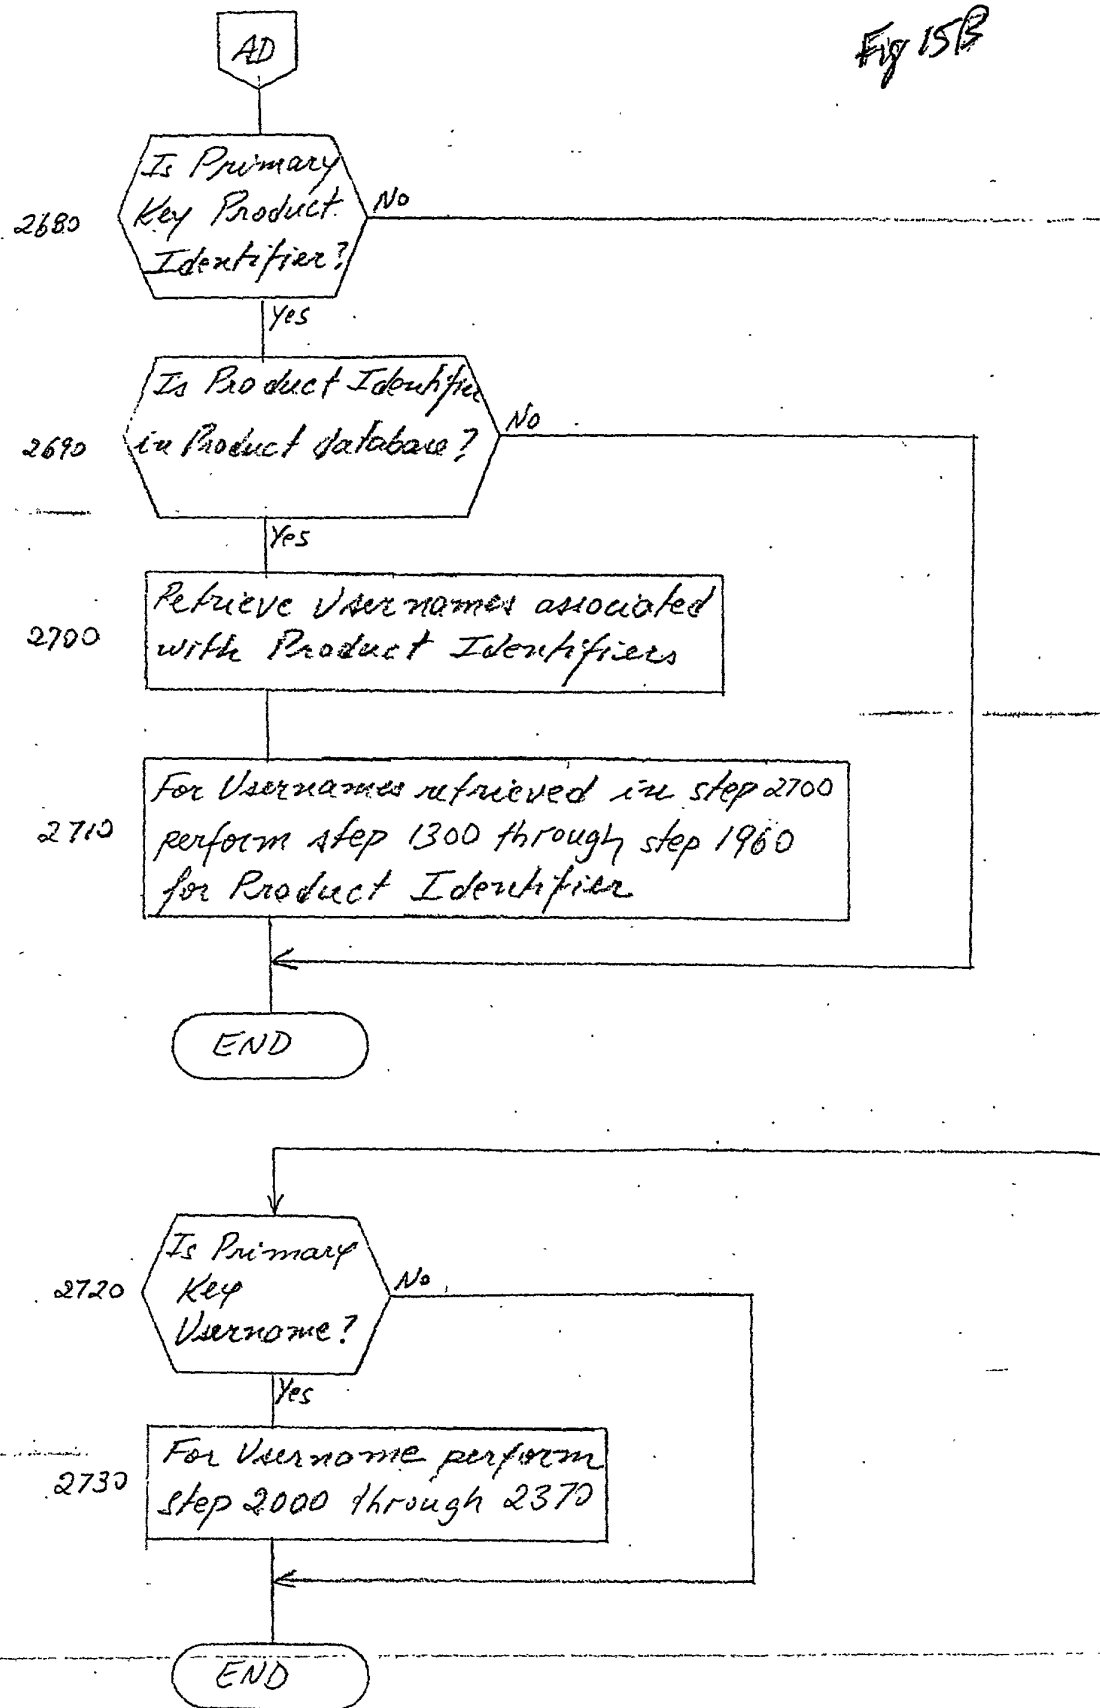 Fig 15B
AD
2680
Is Primary
Key Product
Identifier?
No
Yes
2690
Is Product Identifier
in Product database?
No
Yes
2700
Retrieve Usernames associated
with Product Identifiers
2710
For Usernames retrieved in step 2700
perform step 1300 through step 1960
for Product Identifier
END
2720
Is Primary
Key
Username?
No
Yes
2730
For Username perform
step 2000 through 2370
END